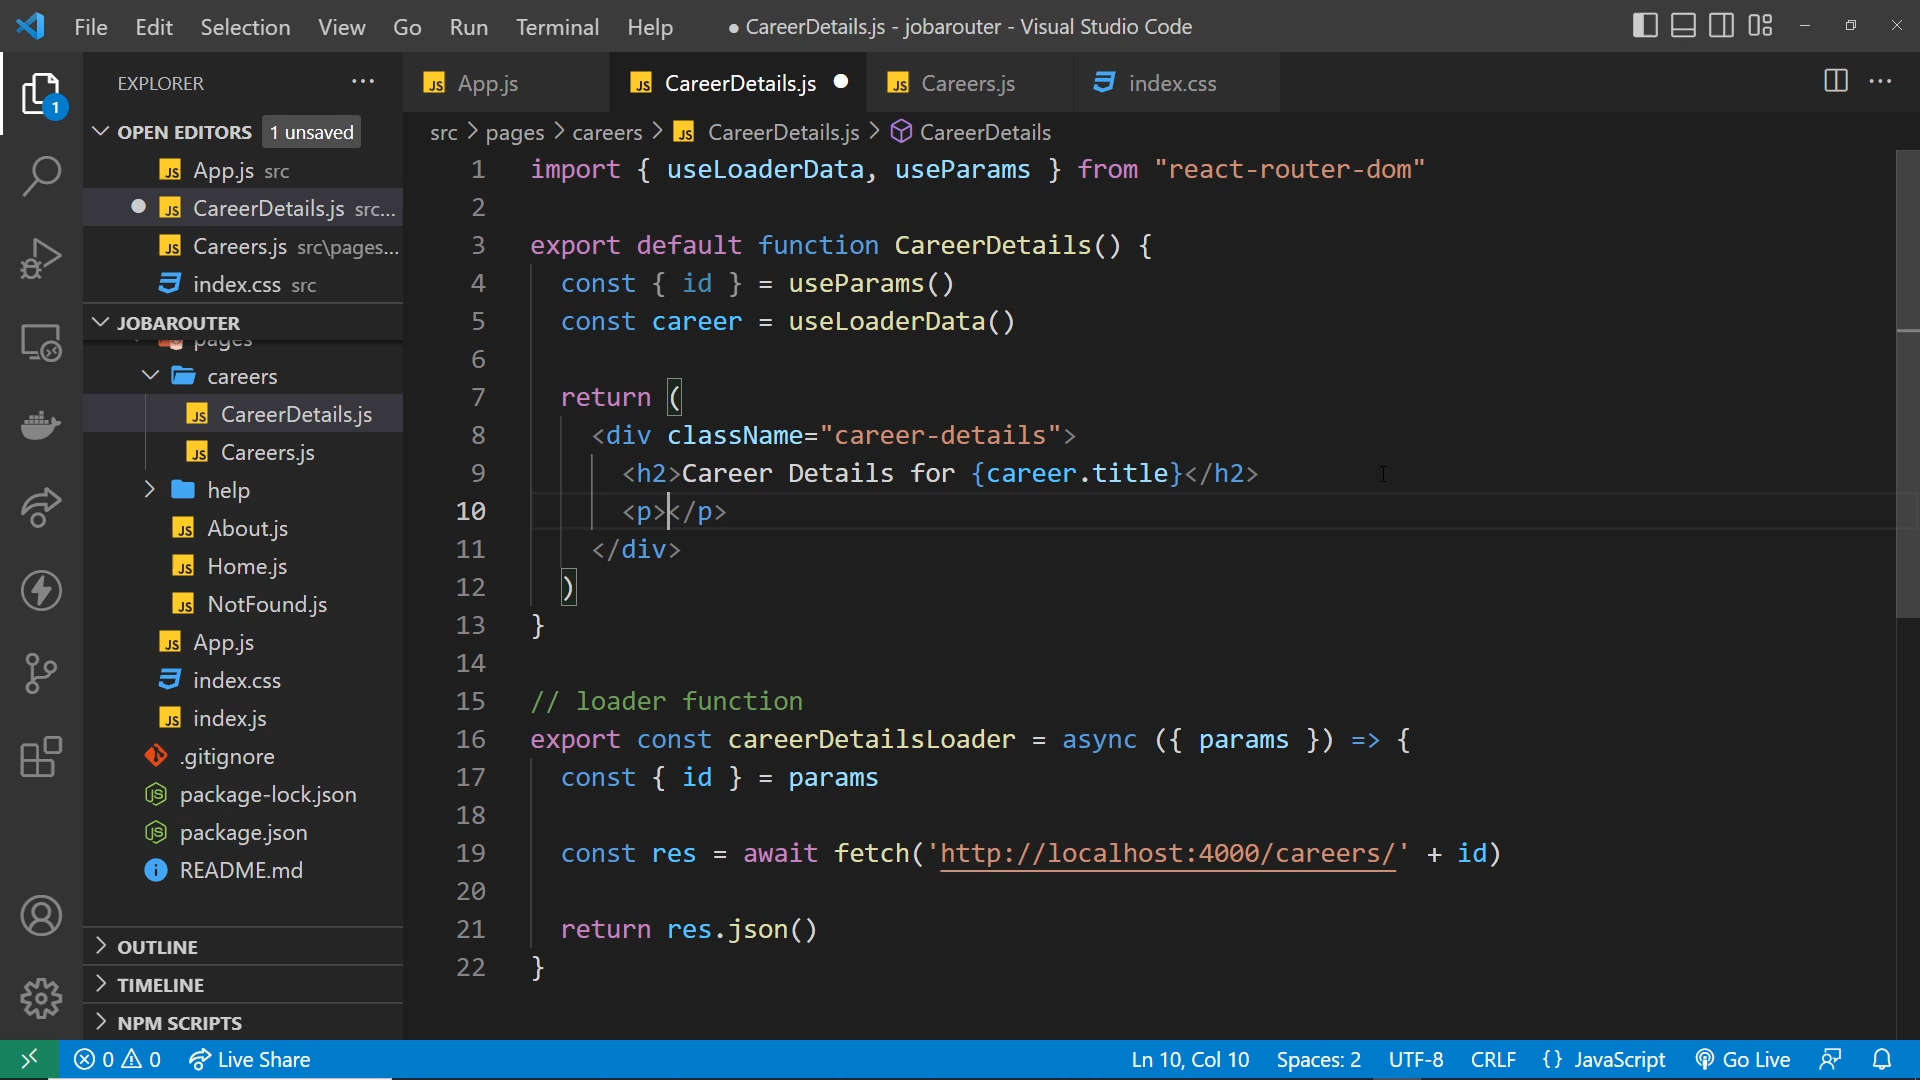 File Edit Selection View Go Run Terminal Help ● CareerDetails.js - jobarouter - Visual Studio Code
EXPLORER ···
OPEN EDITORS 1 unsaved
App.js src
CareerDetails.js src...
Careers.js src\pages...
index.css src
JOBAROUTER
pages
careers
CareerDetails.js
Careers.js
help
About.js
Home.js
NotFound.js
App.js
index.css
index.js
.gitignore
package-lock.json
package.json
README.md
OUTLINE
TIMELINE
NPM SCRIPTS
1
App.js CareerDetails.js Careers.js index.css
src > pages > careers > CareerDetails.js > CareerDetails
1 import { useLoaderData, useParams } from "react-router-dom"
2
3 export default function CareerDetails() {
4 const { id } = useParams()
5 const career = useLoaderData()
6
7 return (
8 <div className="career-details">
9 <h2>Career Details for {career.title}</h2>
10 <p></p>
11 </div>
12 )
13 }
14
15 // loader function
16 export const careerDetailsLoader = async ({ params }) => {
17 const { id } = params
18
19 const res = await fetch('http://localhost:4000/careers/' + id)
20
21 return res.json()
22 }
0 0 Live Share Ln 10, Col 10 Spaces: 2 UTF-8 CRLF {} JavaScript Go Live